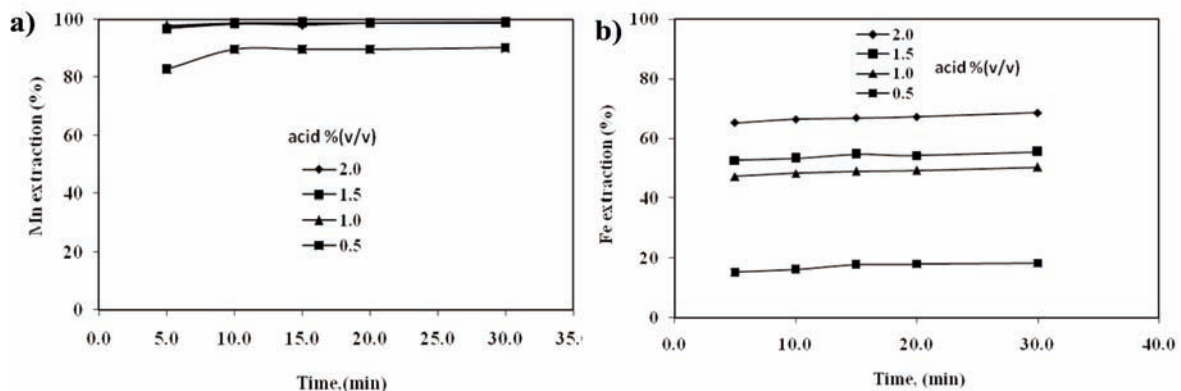 a)
Mn extraction (%)
100
80
60
40
20
0
acid %(v/v)
2.0
1.5
1.0
0.5
0.0 5.0 10.0 15.0 20.0 25.0 30.0 35.0
Time,(min)
b)
Fe extraction (%)
100
80
60
40
20
0
2.0
1.5
1.0
0.5
acid %(v/v)
0.0 10.0 20.0 30.0 40.0
Time, (min)